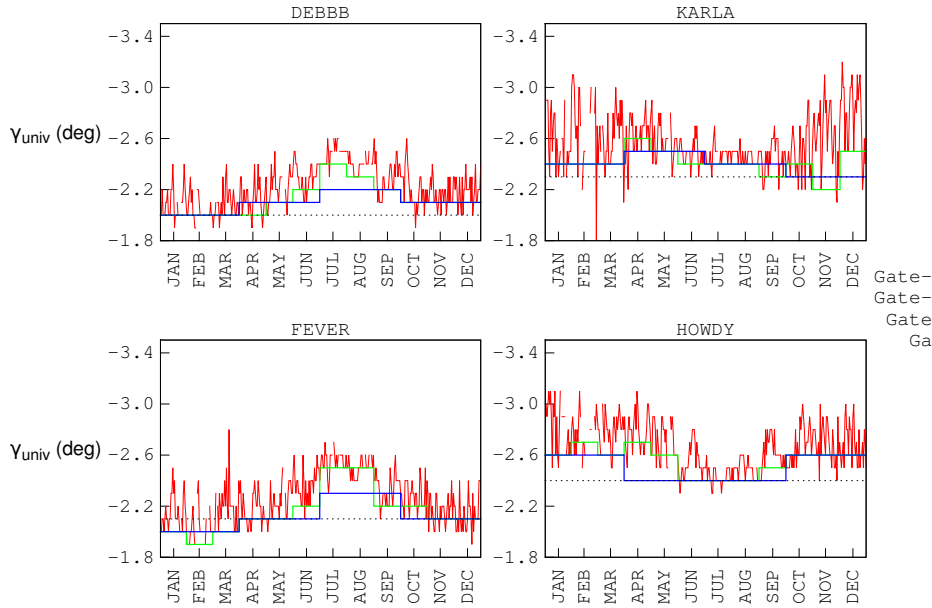 DEBBB
KARLA
-3.4
-3.0
-2.6
-2.2
-1.8
γuniv (deg)
JAN FEB MAR APR MAY JUN JUL AUG SEP OCT NOV DEC
-3.4
-3.0
-2.6
-2.2
-1.8
JAN FEB MAR APR MAY JUN JUL AUG SEP OCT NOV DEC
Gate-
Gate-
Gate
Ga
FEVER
HOWDY
-3.4
-3.0
-2.6
-2.2
-1.8
γuniv (deg)
JAN FEB MAR APR MAY JUN JUL AUG SEP OCT NOV DEC
-3.4
-3.0
-2.6
-2.2
-1.8
JAN FEB MAR APR MAY JUN JUL AUG SEP OCT NOV DEC